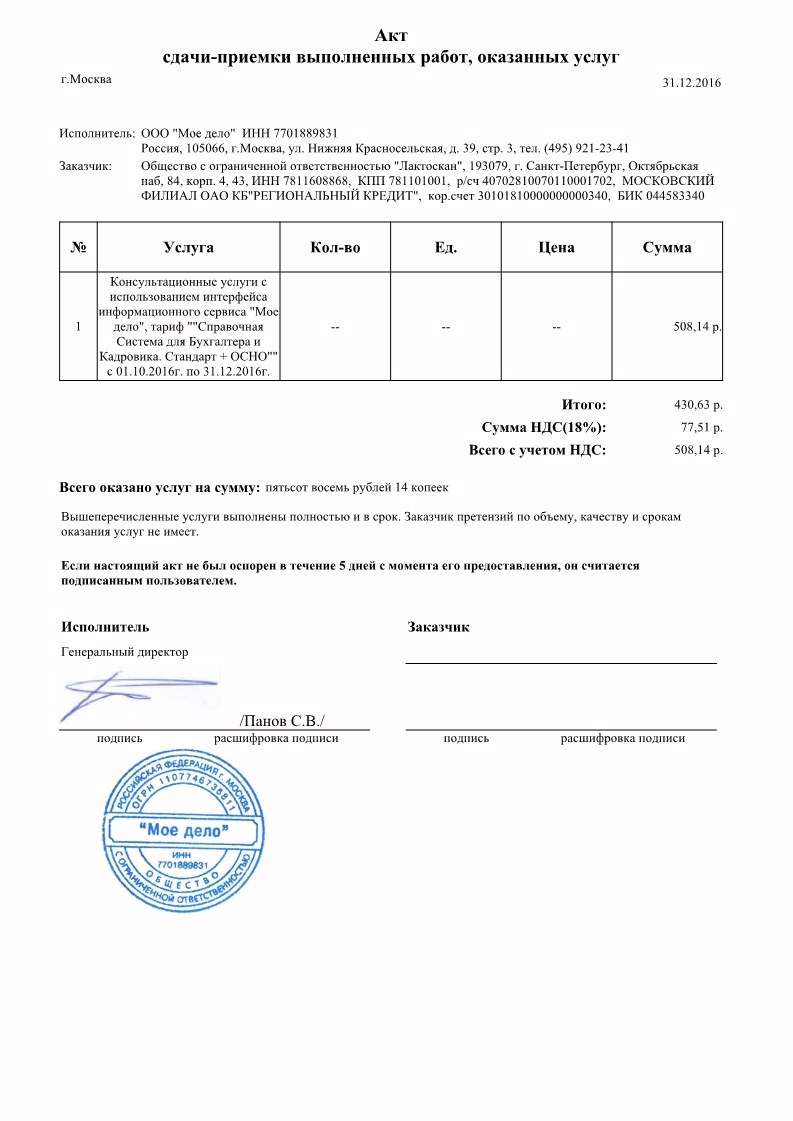 Акт
сдачи-приемки выполненных работ, оказанных услуг
г.Москва
31.12.2016
Исполнитель: ООО "Мое дело" ИНН 7701889831
Россия, 105066, г.Москва, ул. Нижняя Красносельская, д. 39, стр. 3, тел. (495) 921-23-41
Заказчик: Общество с ограниченной ответственностью "Лактоскан", 193079, г. Санкт-Петербург, Октябрьская
наб, 84, корп. 4, 43, ИНН 7811608868, КПП 781101001, р/сч 40702810070110001702, МОСКОВСКИЙ
ФИЛИАЛ ОАО КБ"РЕГИОНАЛЬНЫЙ КРЕДИТ", кор.счет 30101810000000000340, БИК 044583340
№ Услуга Кол-во Ед. Цена Сумма
Консультационные услуги с
использованием интерфейса
информационного сервиса "Мое
1 дело", тариф ""Справочная -- -- -- 508,14 р.
Система для Бухгалтера и
Кадровика. Стандарт + ОСНО""
с 01.10.2016г. по 31.12.2016г.
Итого: 430,63 р.
Сумма НДС(18%): 77,51 р.
Всего с учетом НДС: 508,14 р.
Всего оказано услуг на сумму: пятьсот восемь рублей 14 копеек
Вышеперечисленные услуги выполнены полностью и в срок. Заказчик претензий по объему, качеству и срокам
оказания услуг не имеет.
Если настоящий акт не был оспорен в течение 5 дней с момента его предоставления, он считается
подписанным пользователем.
Исполнитель Заказчик
Генеральный директор
/Панов С.В./
подпись расшифровка подписи подпись расшифровка подписи
РОССИЙСКАЯ ФЕДЕРАЦИЯ г. МОСКВА
ОГРН 1107746736811
"Мое дело"
ИНН
7701889831
ОБЩЕСТВО
С ОГРАНИЧЕННОЙ ОТВЕТСТВЕННОСТЬЮ